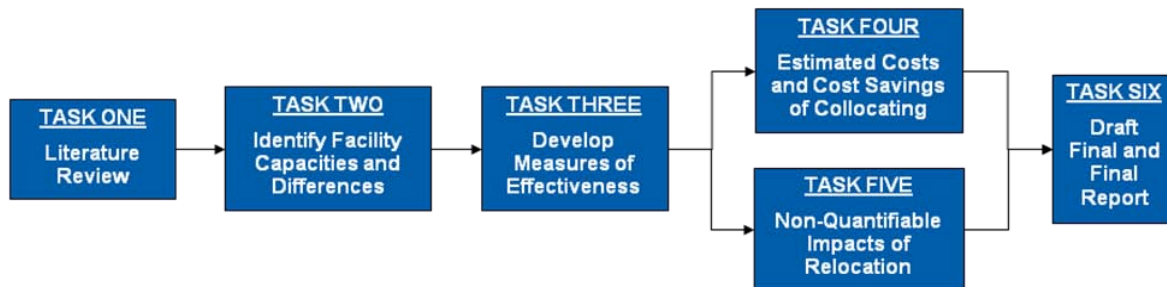 TASK ONE
Literature
Review
TASK TWO
Identify Facility
Capacities and
Differences
TASK THREE
Develop
Measures of
Effectiveness
TASK FOUR
Estimated Costs
and Cost Savings
of Collocating
TASK FIVE
Non-Quantifiable
Impacts of
Relocation
TASK SIX
Draft
Final and
Final
Report